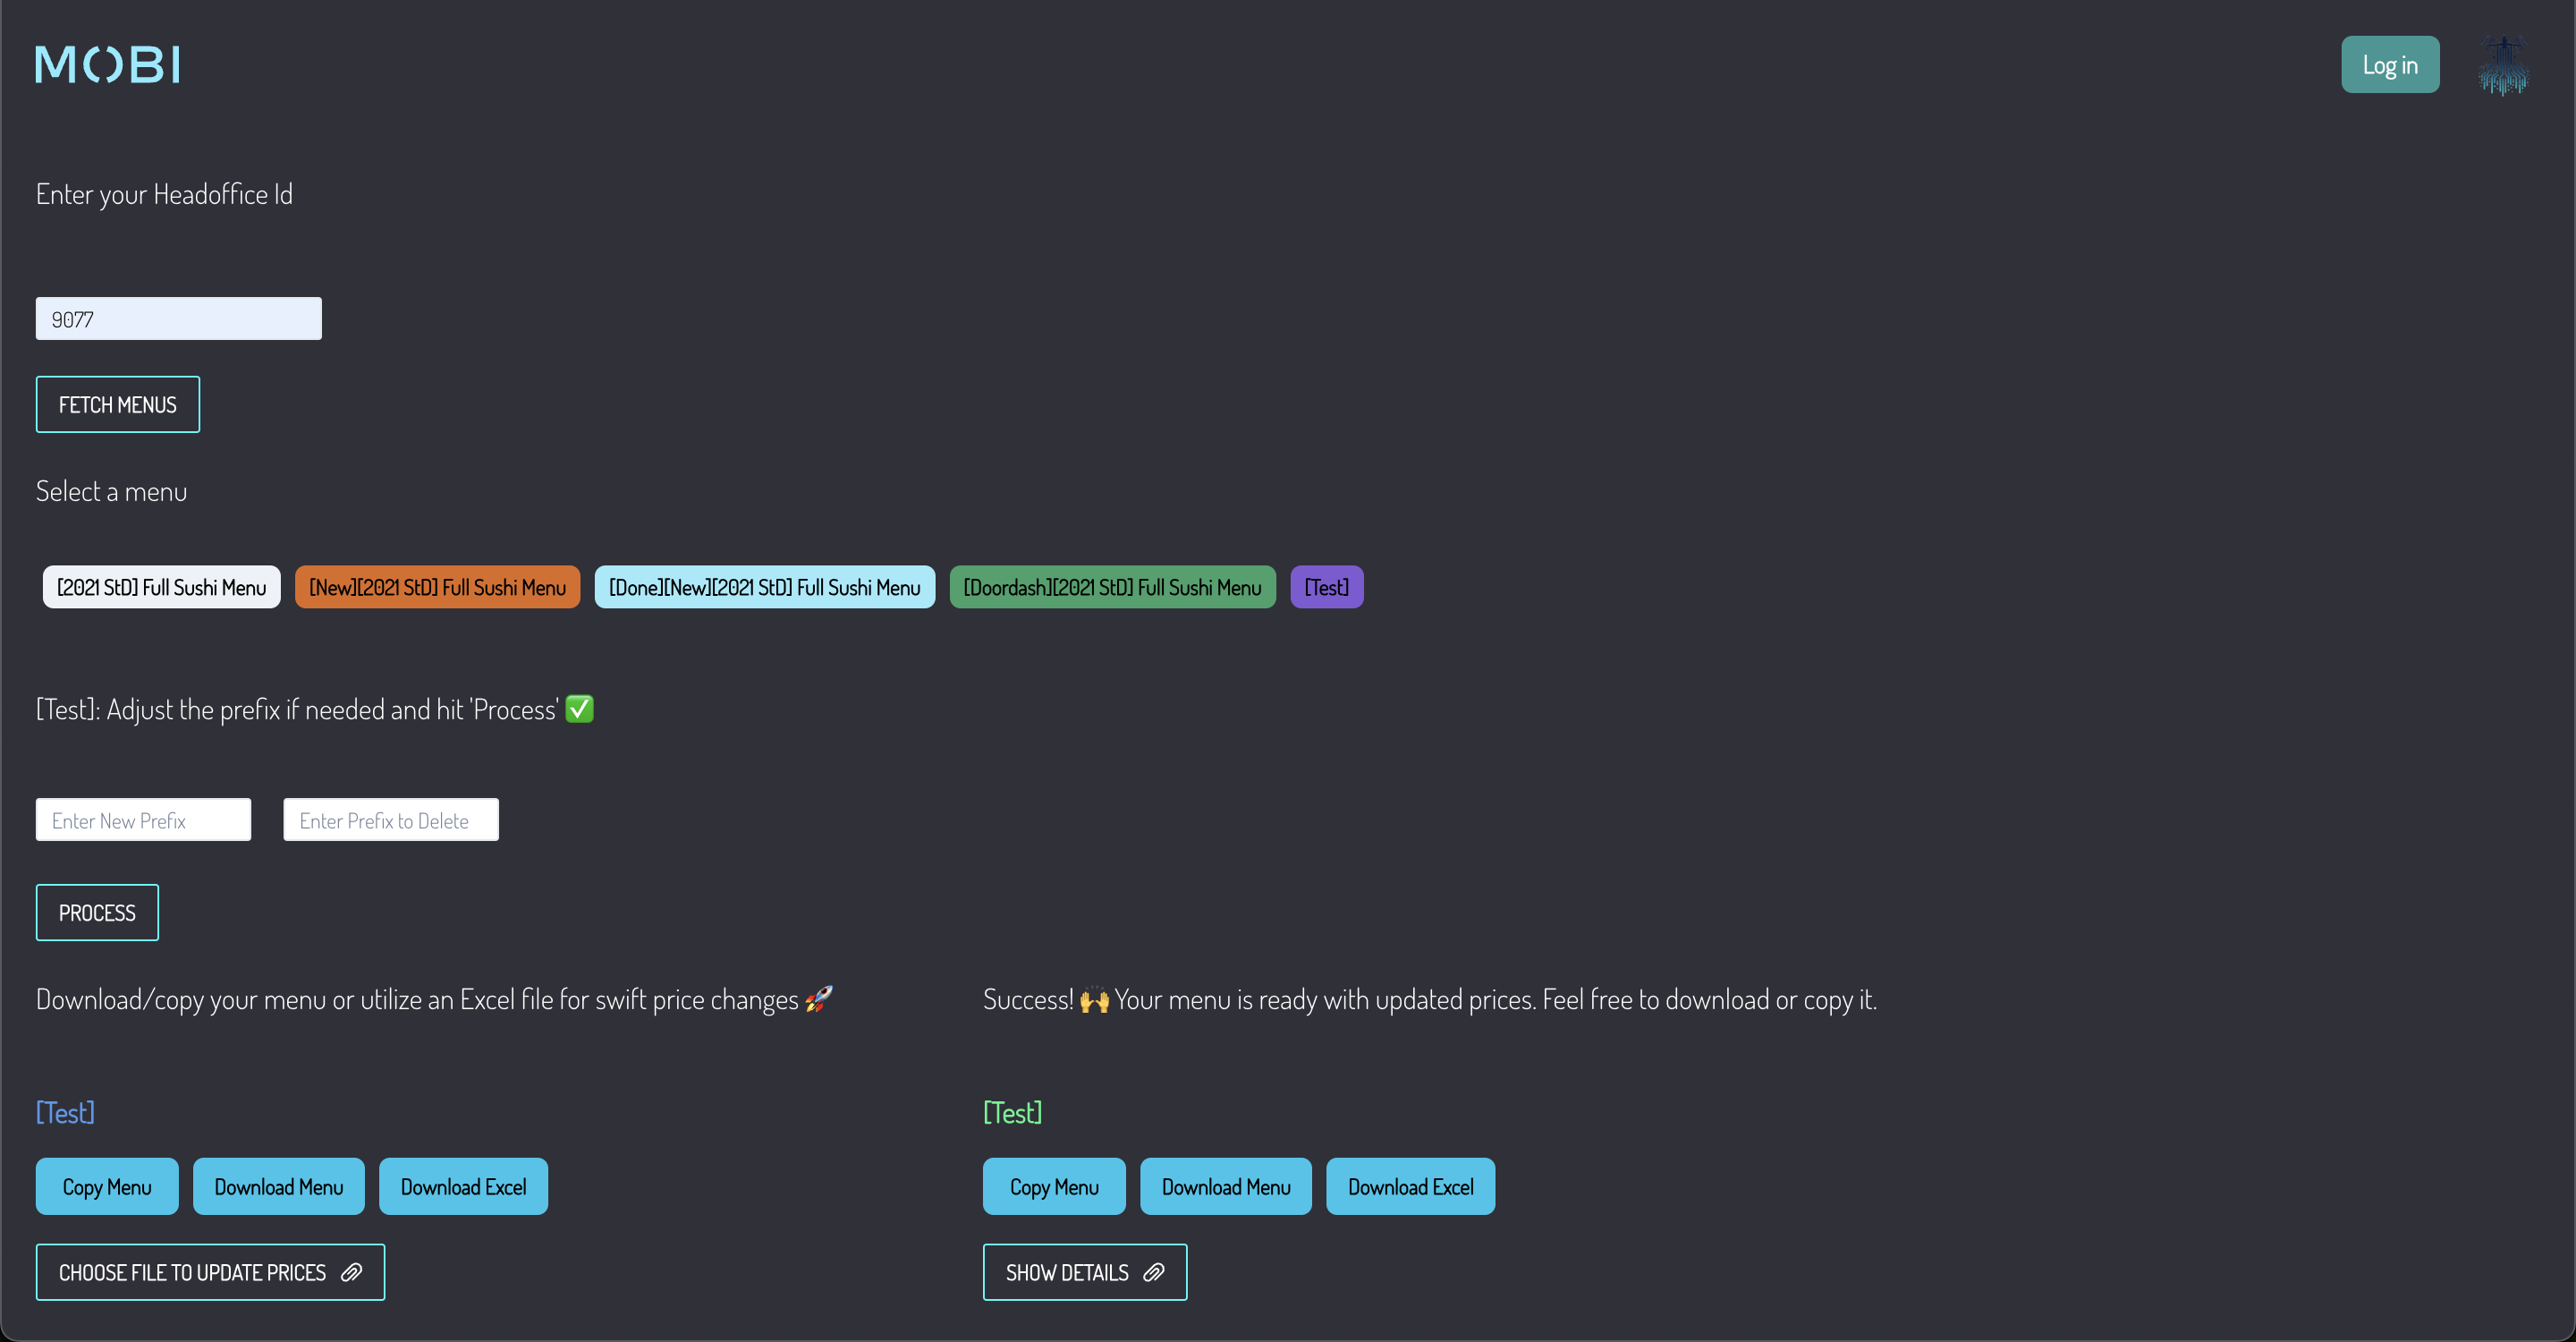 MOBI
Log in
Enter your Headoffice Id
9077
FETCH MENUS
Select a menu
[2021 StD] Full Sushi Menu
[New][2021 StD] Full Sushi Menu
[Done][New][2021 StD] Full Sushi Menu
[Doordash][2021 StD] Full Sushi Menu
[Test]
[Test]: Adjust the prefix if needed and hit 'Process' ✅
Enter New Prefix
Enter Prefix to Delete
PROCESS
Download/copy your menu or utilize an Excel file for swift price changes 🚀
[Test]
Copy Menu
Download Menu
Download Excel
CHOOSE FILE TO UPDATE PRICES
Success! 🙌 Your menu is ready with updated prices. Feel free to download or copy it.
[Test]
Copy Menu
Download Menu
Download Excel
SHOW DETAILS